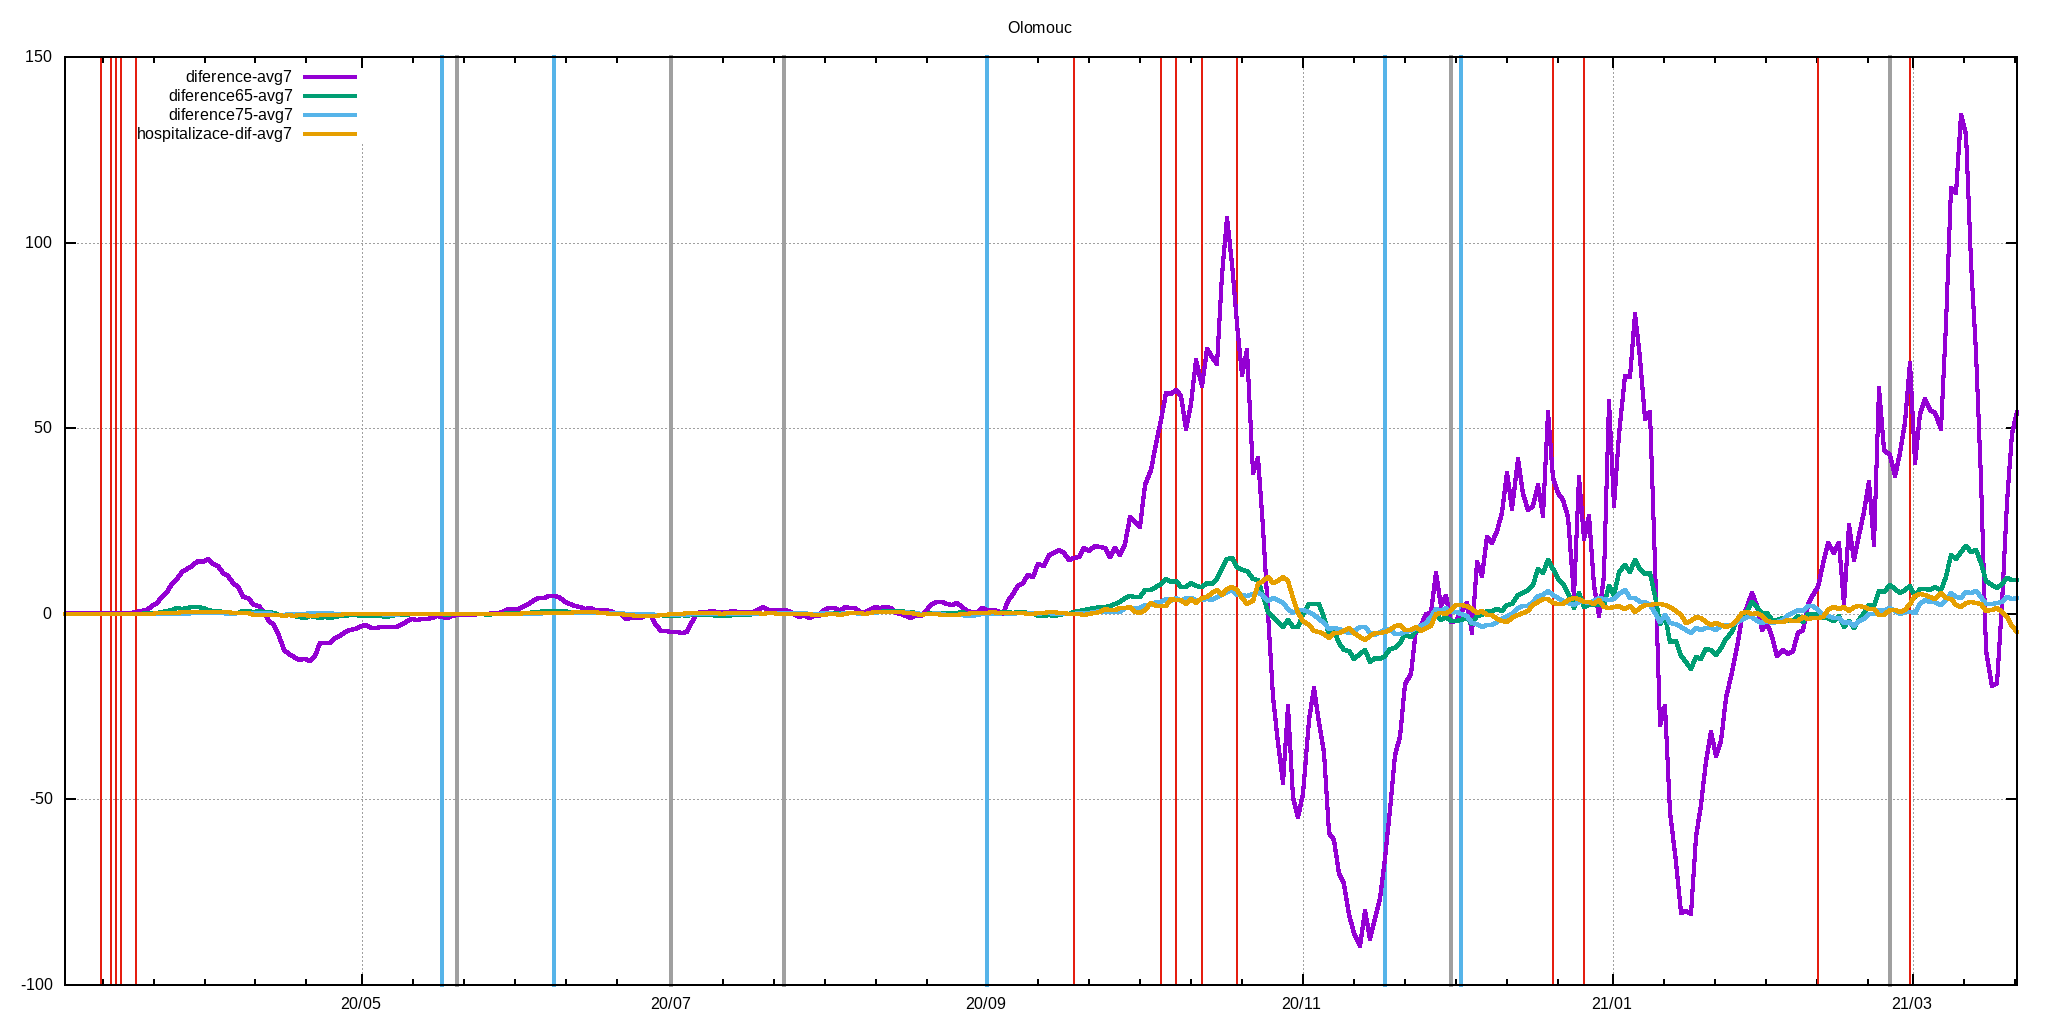 Olomouc
150
diference-avg7
diference65-avg7
diference75-avg7
hospitalizace-dif-avg7
100
50
0
-50
-100
20/05 20/07 20/09 20/11 21/01 21/03